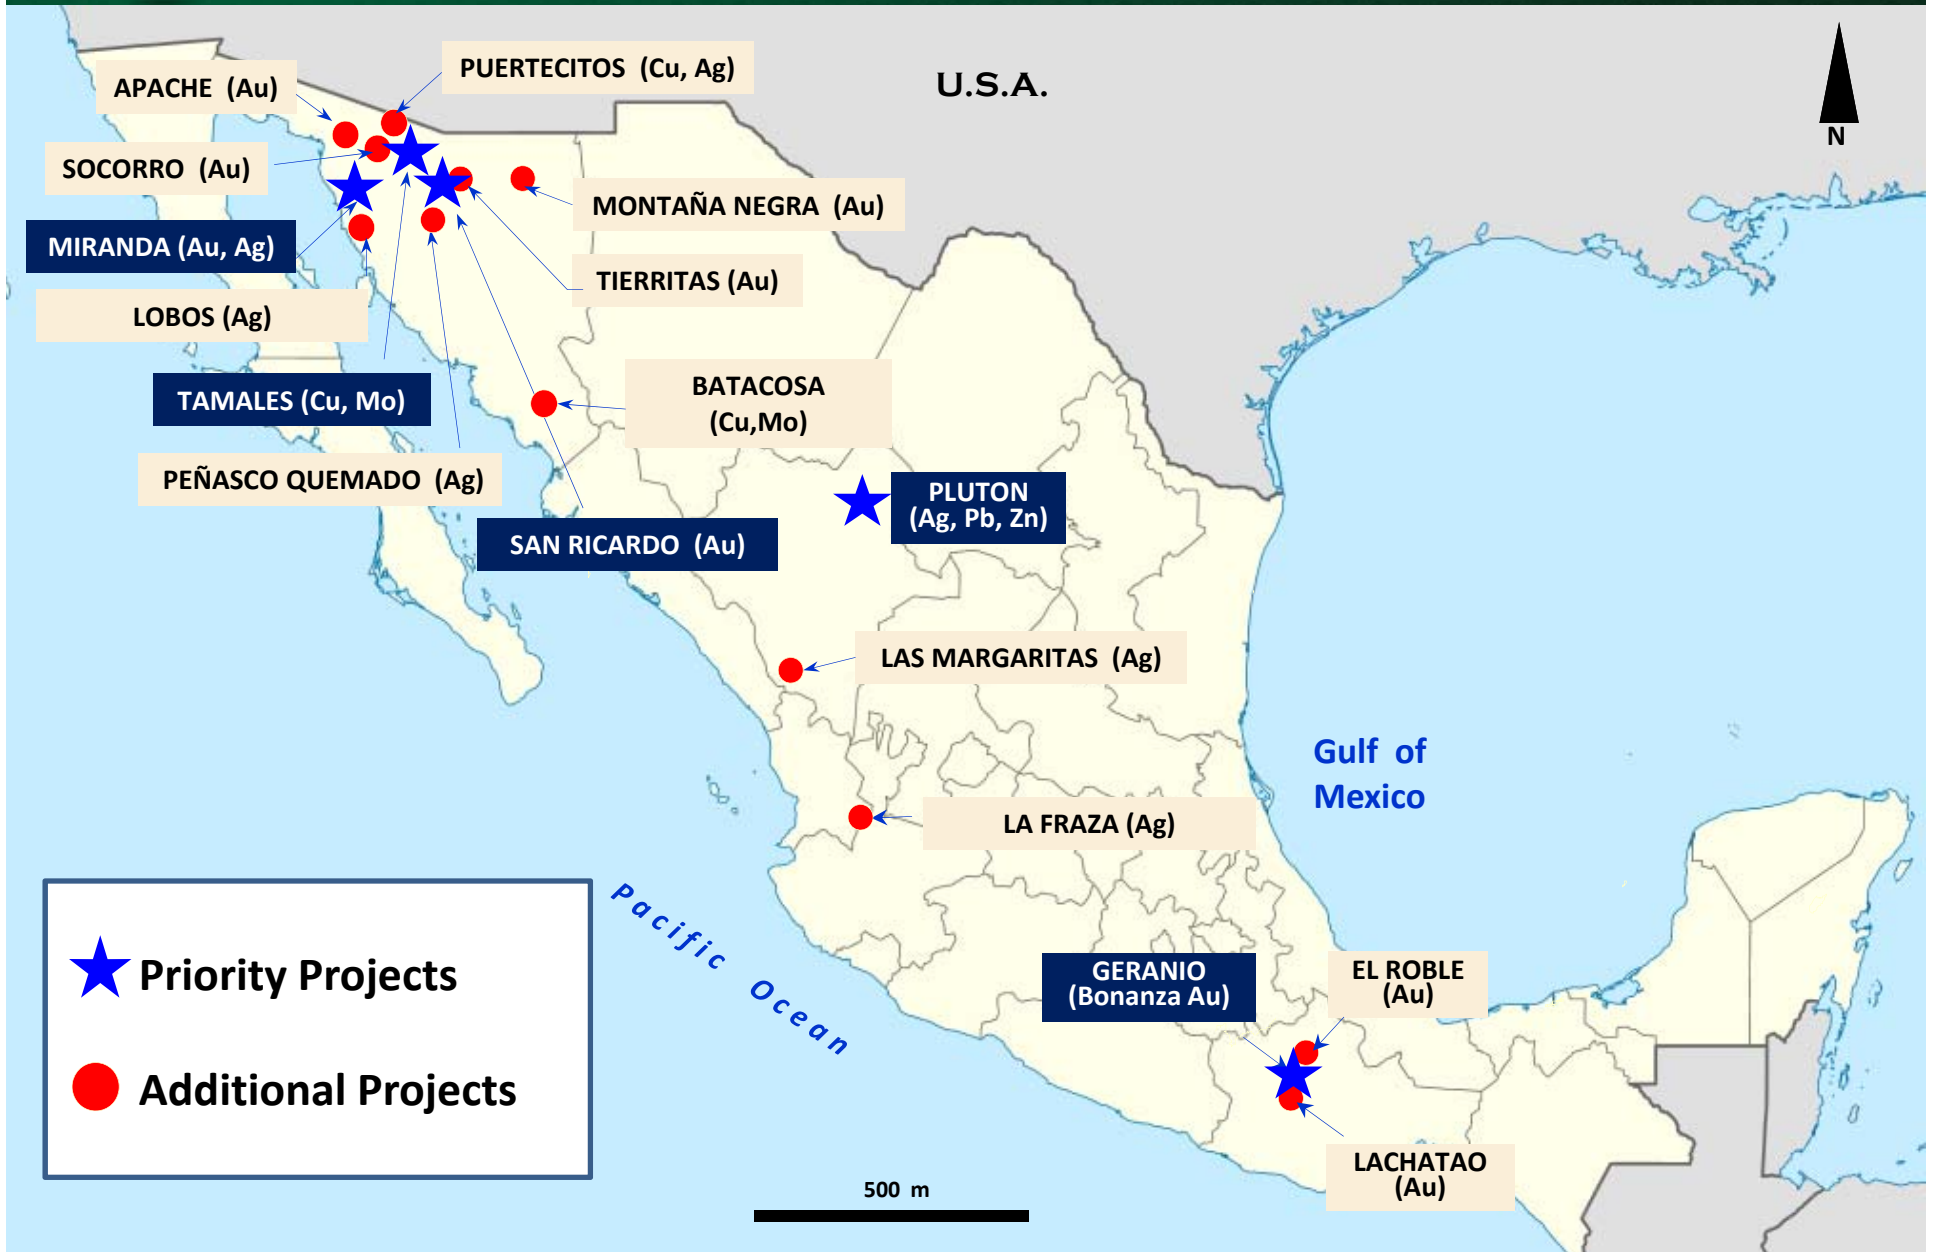 U.S.A.
N
PUERTECITOS (Cu, Ag)
APACHE (Au)
SOCORRO (Au)
MONTAÑA NEGRA (Au)
MIRANDA (Au, Ag)
TIERRITAS (Au)
LOBOS (Ag)
TAMALES (Cu, Mo)
BATACOSA
(Cu,Mo)
PEÑASCO QUEMADO (Ag)
PLUTON
(Ag, Pb, Zn)
SAN RICARDO (Au)
LAS MARGARITAS (Ag)
Gulf of
Mexico
LA FRAZA (Ag)
Pacific Ocean
GERANIO
(Bonanza Au)
EL ROBLE
(Au)
LACHATAO
(Au)
Priority Projects
Additional Projects
500 m